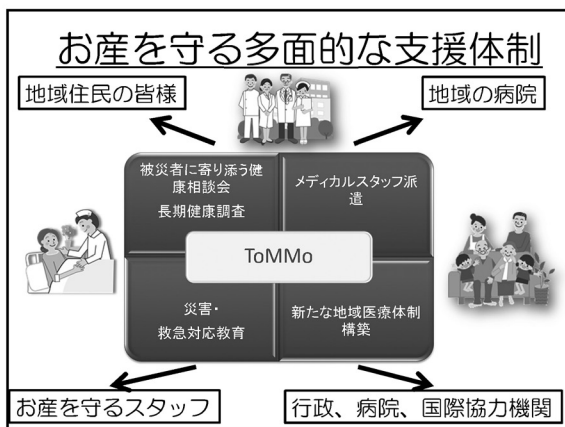 お産を守る多面的な支援体制
地域住民の皆様
地域の病院
被災者に寄り添う健
康相談会
長期健康調査
メディカルスタッフ派
遣
ToMMo
災害・
救急対応教育
新たな地域医療体制
構築
お産を守るスタッフ
行政、病院、国際協力機関